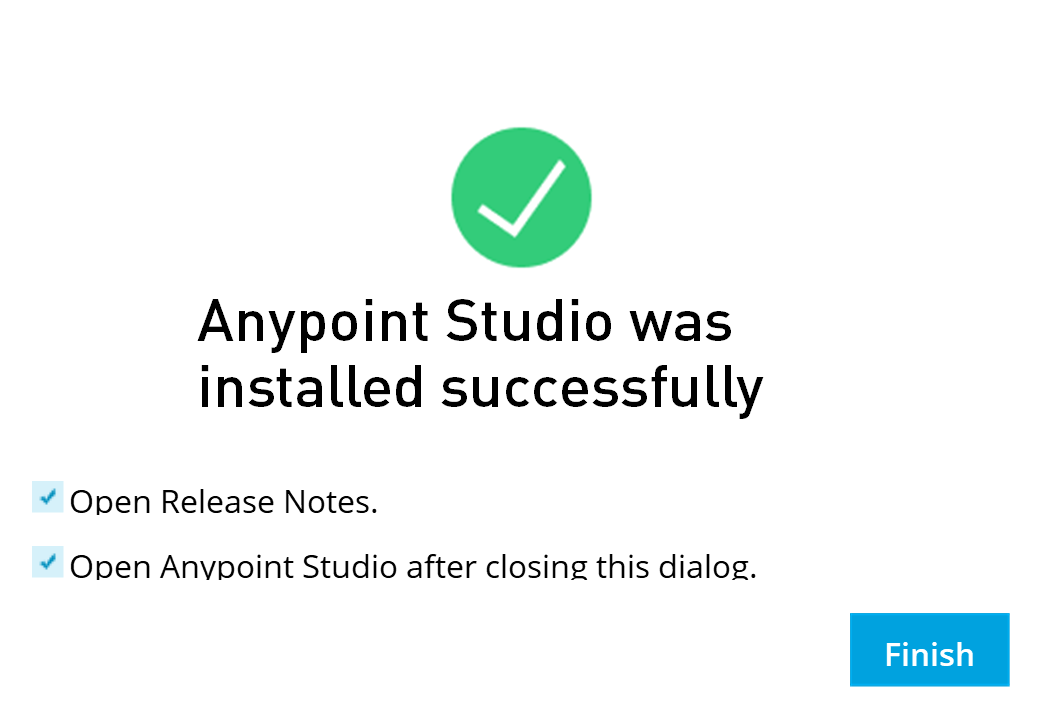 Anypoint Studio was
installed successfully
Open Release Notes.
Open Anypoint Studio after closing this dialog.
Finish